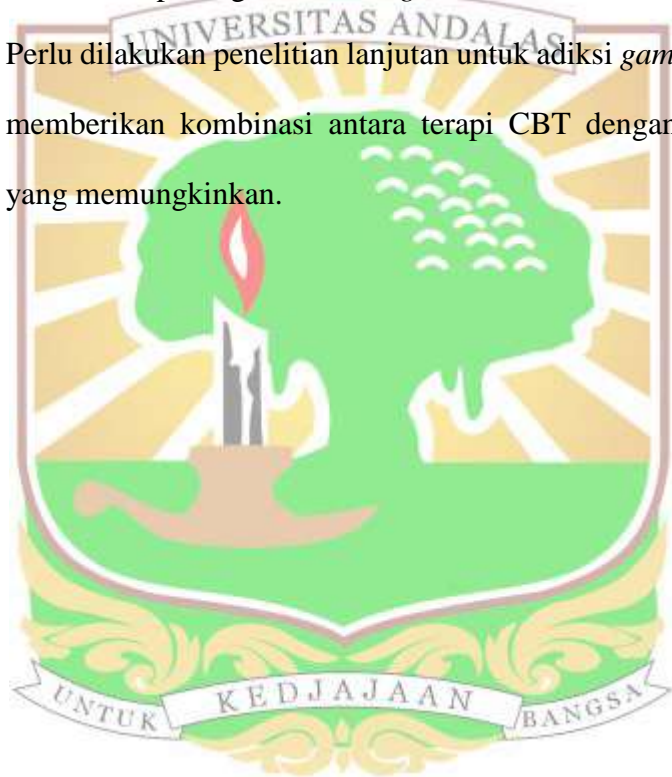 UNIVERSITAS ANDALAS
Perlu dilakukan penelitian lanjutan untuk adiksi gam
memberikan kombinasi antara terapi CBT dengan
yang memungkinkan.
UNTUK KEDJAJAAN BANGSA